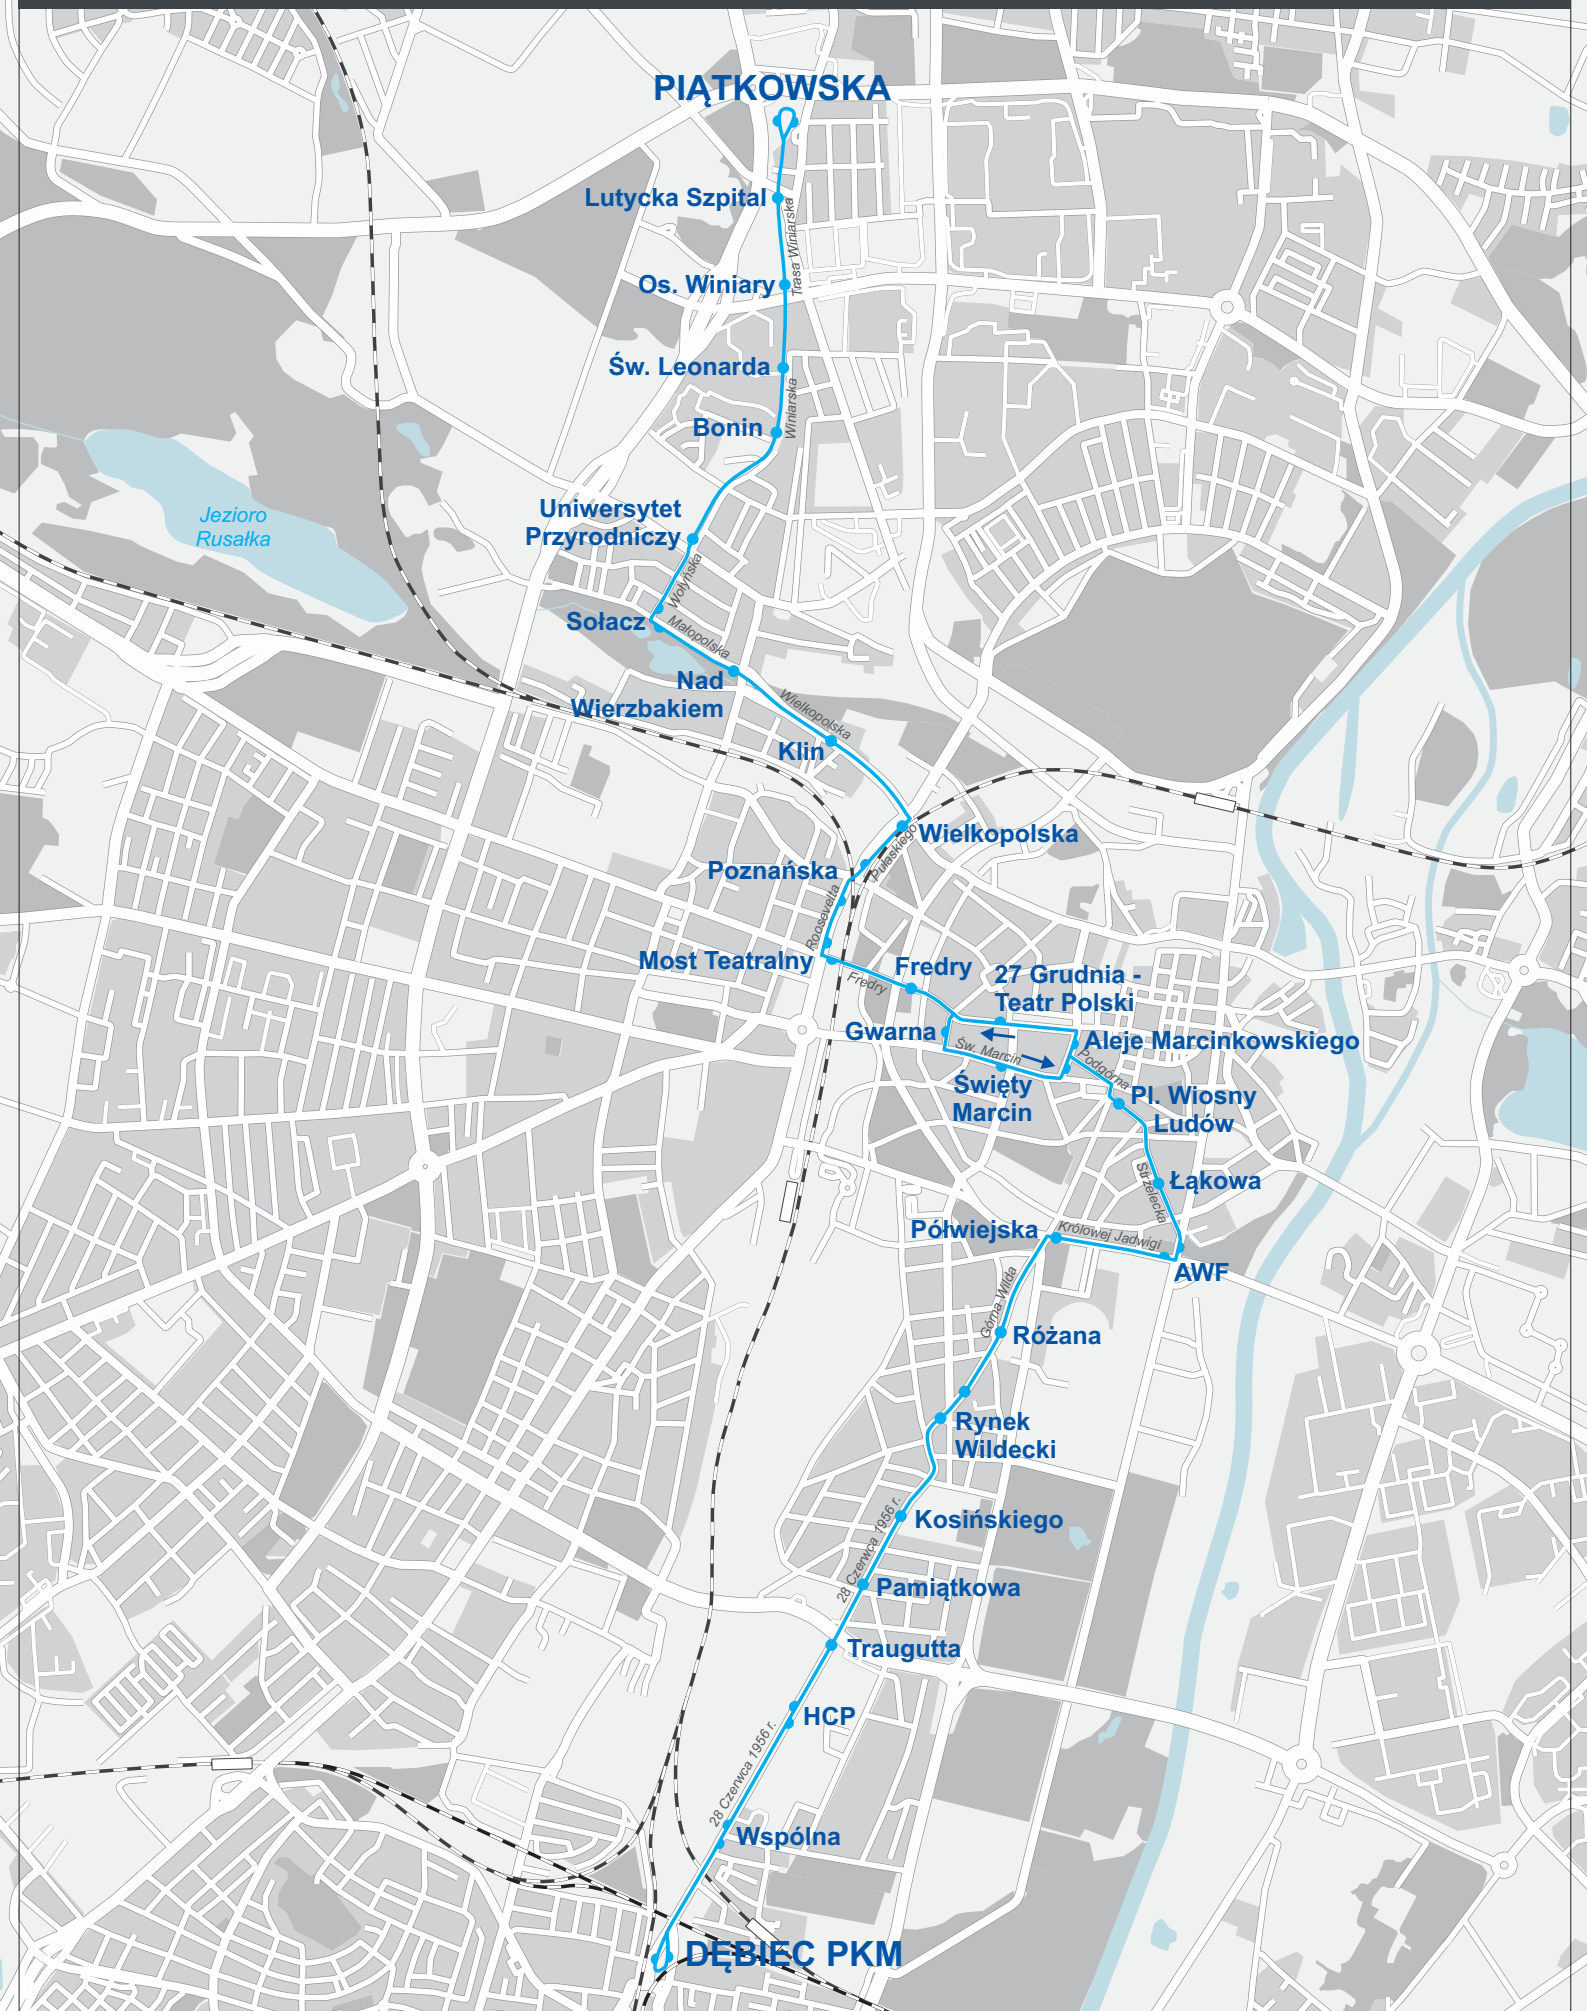 PIĄTKOWSKA
Lutycka Szpital
Trasa Winiarska
Os. Winiary
Św. Leonarda
Winiarska
Bonin
Uniwersytet
Przyrodniczy
Jezioro
Rusałka
Wołyńska
Sołacz
Małopolska
Nad
Wierzbakiem
Wielkopolska
Klin
Wielkopolska
Pułaskiego
Poznańska
Roosevelta
Most Teatralny
Fredry
Fredry
27 Grudnia -
Teatr Polski
Gwarna
Aleje Marcinkowskiego
Św. Marcin
Podgórna
Święty
Marcin
Pl. Wiosny
Ludów
Strzelecka
Łąkowa
Półwiejska
Królowej Jadwigi
AWF
Górna Wilda
Różana
Rynek
Wildecki
28 Czerwca 1956 r.
Kosińskiego
Pamiątkowa
Traugutta
HCP
28 Czerwca 1956 r.
Wspólna
DĘBIEC PKM